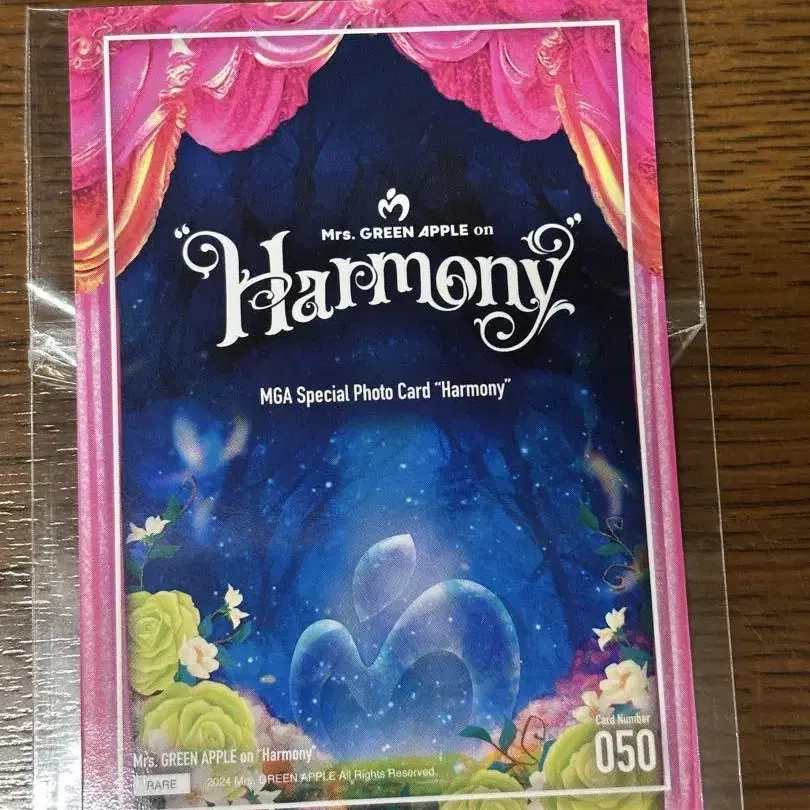 Mrs. GREEN APPLE on
“Harmony”
MGA Special Photo Card “Harmony”
Card Number
050
Mrs. GREEN APPLE on “Harmony”
RARE
2024 Mrs. GREEN APPLE All Rights Reserved